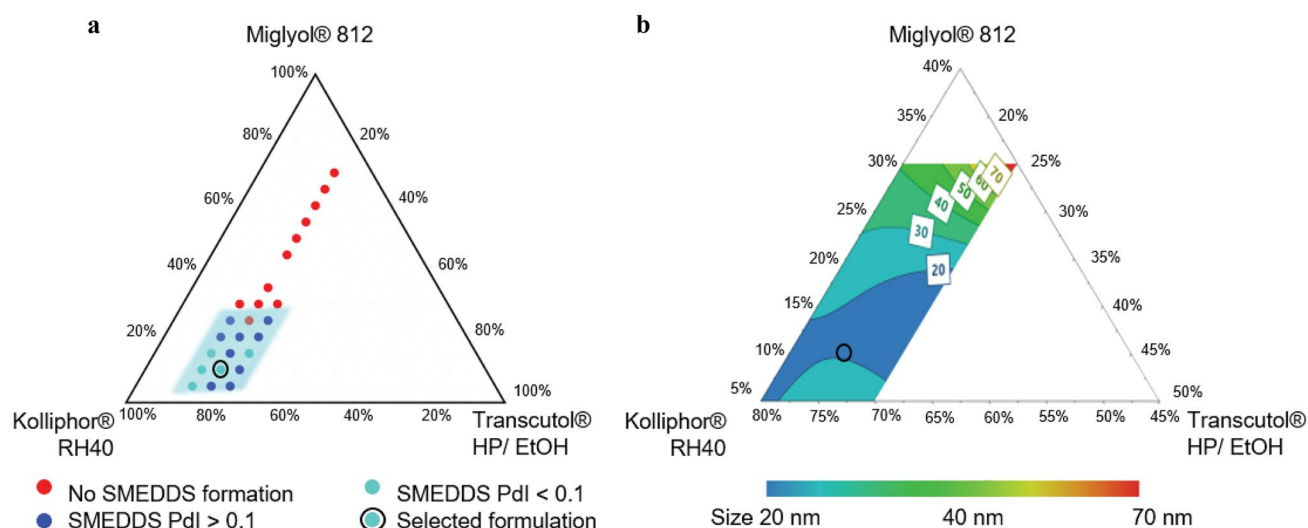 a
Miglyol® 812
100%
80%
20%
60%
40%
40%
60%
20%
80%
100%
100%
80%
60%
40%
20%
Kolliphor®
RH40
Transcutol®
HP/ EtOH
No SMEDDS formation
SMEDDS PdI < 0.1
SMEDDS PdI > 0.1
Selected formulation
b
Miglyol® 812
40%
35%
20%
30%
25%
70
60
50
40
30
20
25%
30%
20%
35%
15%
40%
10%
45%
5%
50%
80%
75%
70%
65%
60%
55%
50%
45%
Kolliphor®
RH40
Transcutol®
HP/ EtOH
Size 20 nm
40 nm
70 nm